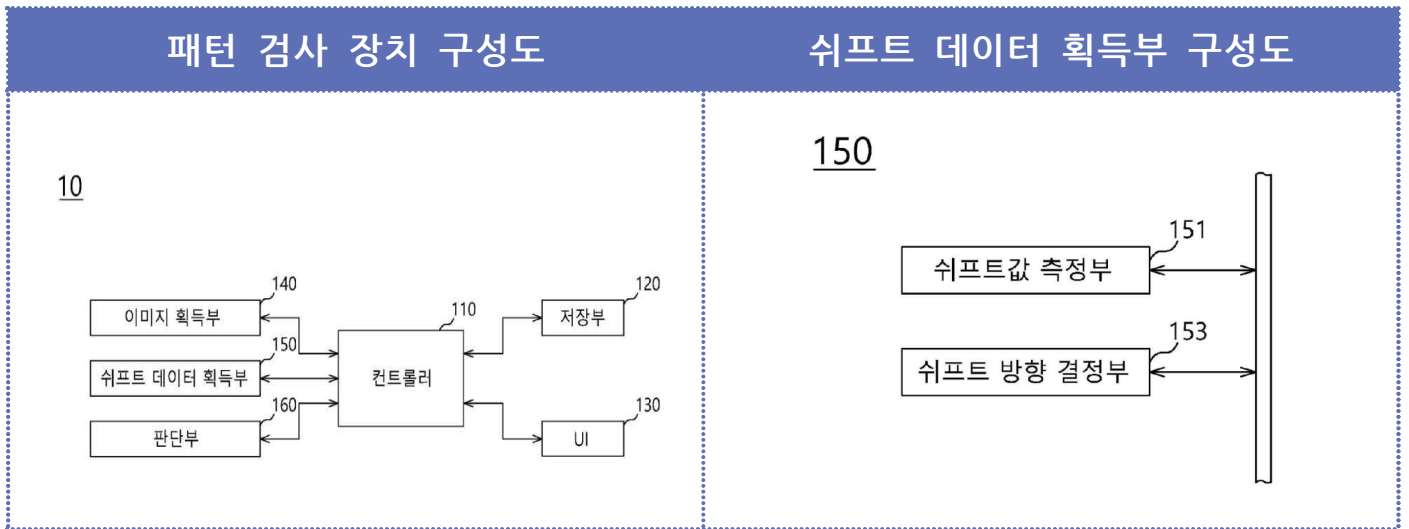 패턴 검사 장치 구성도
쉬프트 데이터 획득부 구성도
10
140
이미지 획득부
150
쉬프트 데이터 획득부
160
판단부
110
컨트롤러
120
저장부
130
UI
150
151
쉬프트값 측정부
153
쉬프트 방향 결정부